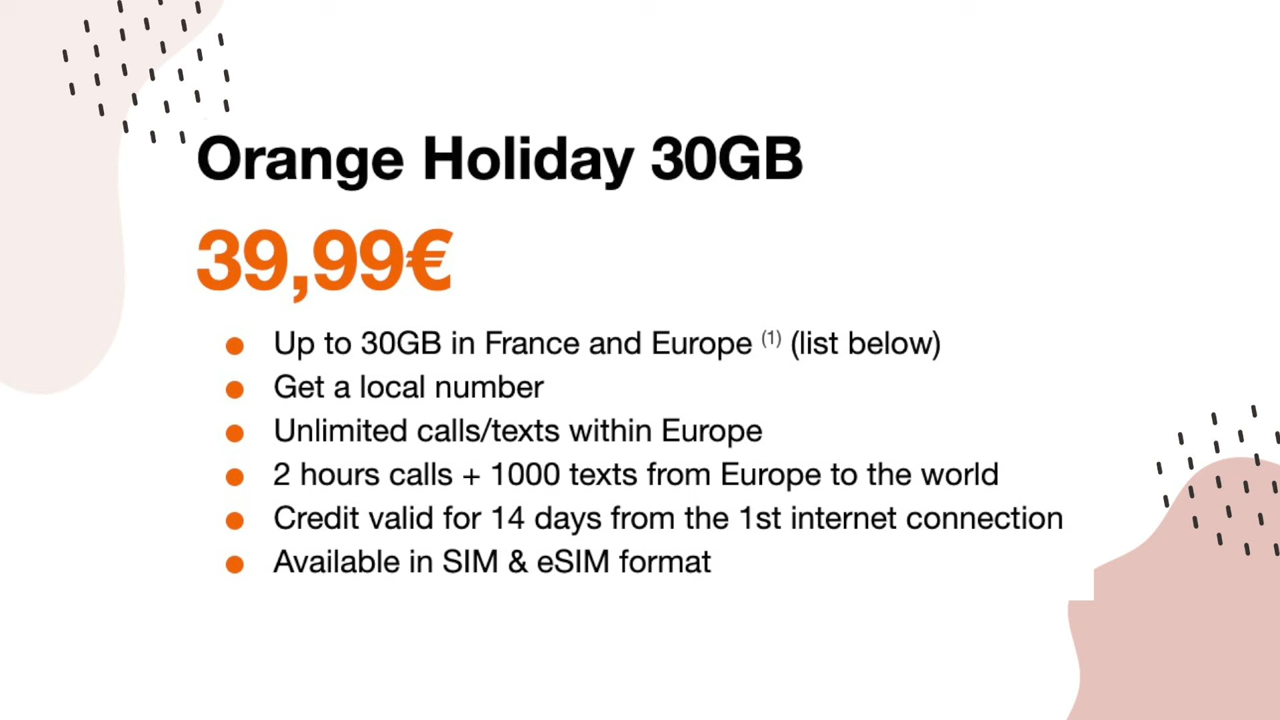 Orange Holiday 30GB
39,99€
● Up to 30GB in France and Europe (1) (list below)
● Get a local number
● Unlimited calls/texts within Europe
● 2 hours calls + 1000 texts from Europe to the world
● Credit valid for 14 days from the 1st internet connection
● Available in SIM & eSIM format